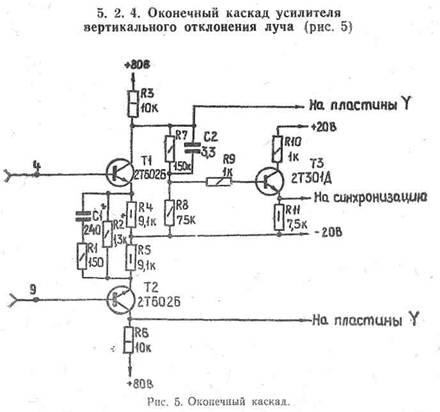 5. 2. 4. Оконечный каскад усилителя
вертикального отклонения луча (рис. 5)
+80В
R3
10к
На пластины Y
R7
150к
C2
3,3
+20В
R10
1к
R9
1к
T3
2Т301Д
4
T1
2Т602Б
На синхронизацию
C1*
240
R2*
1,3к
R4
9,1к
R8
75к
R11
7,5к
-20В
R1
150
R5
9,1к
9
T2
2Т602Б
На пластины Y
R6
10к
+80В
Рис. 5. Оконечный каскад.